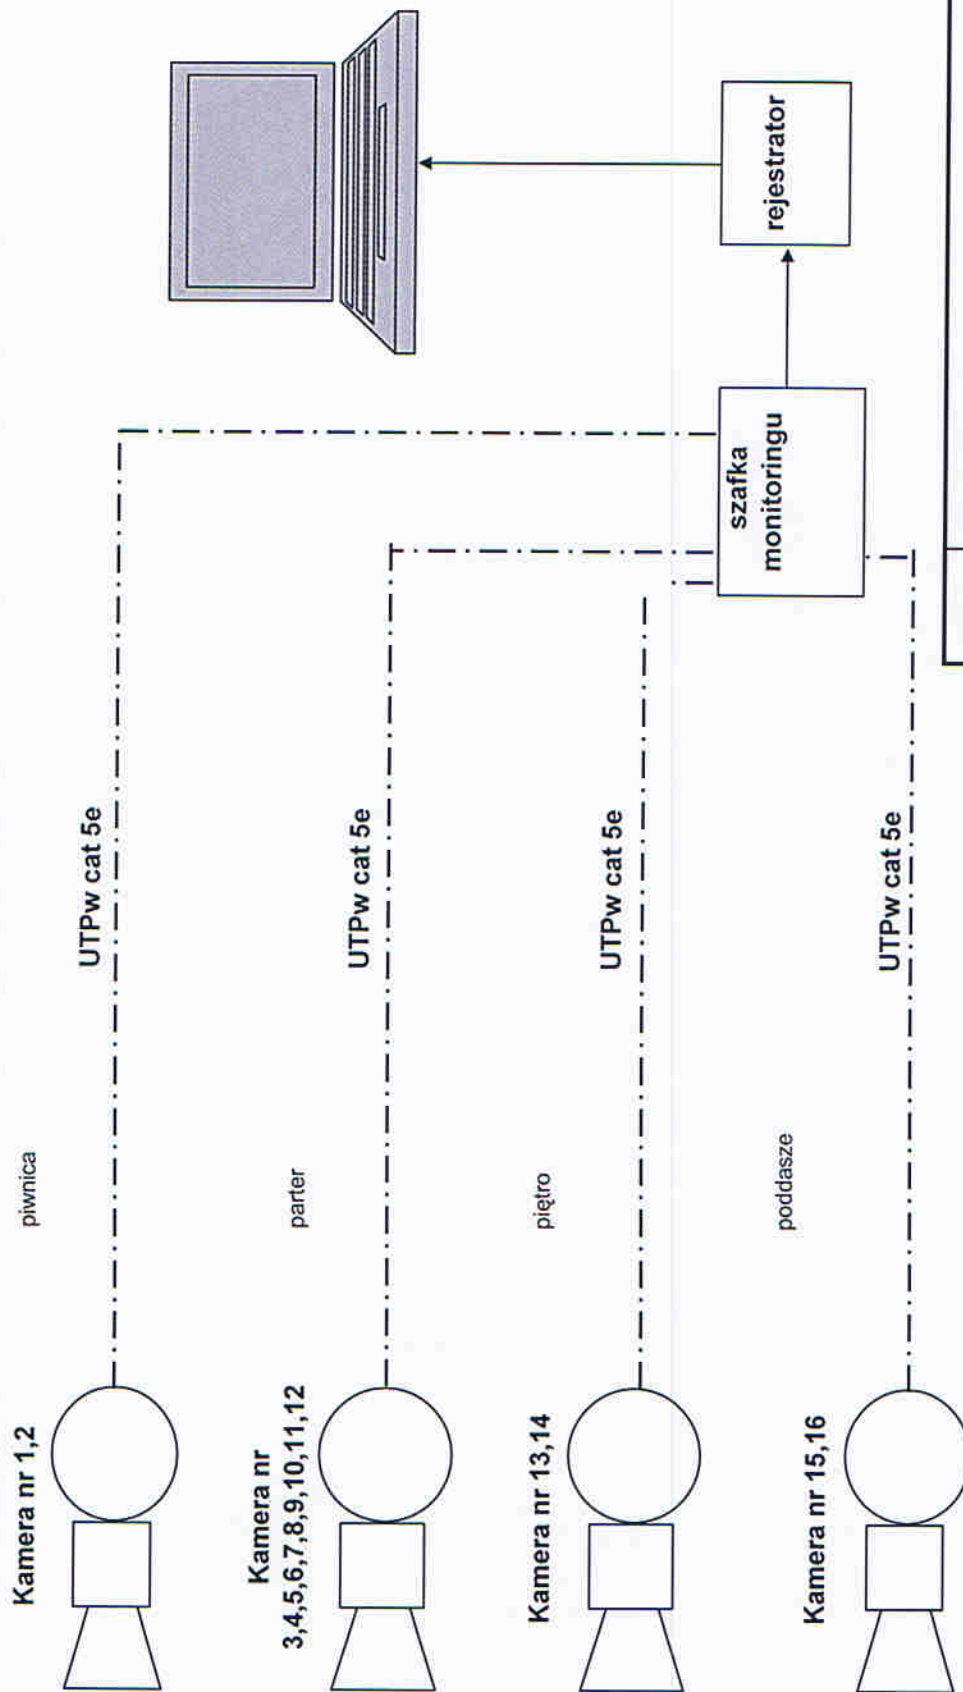 Kamera nr 1,2
piwnica
UTPw cat 5e
Kamera nr
3,4,5,6,7,8,9,10,11,12
parter
UTPw cat 5e
Kamera nr 13,14
piętro
UTPw cat 5e
Kamera nr 15,16
poddasze
UTPw cat 5e
szafka
monitoringu
rejestrator